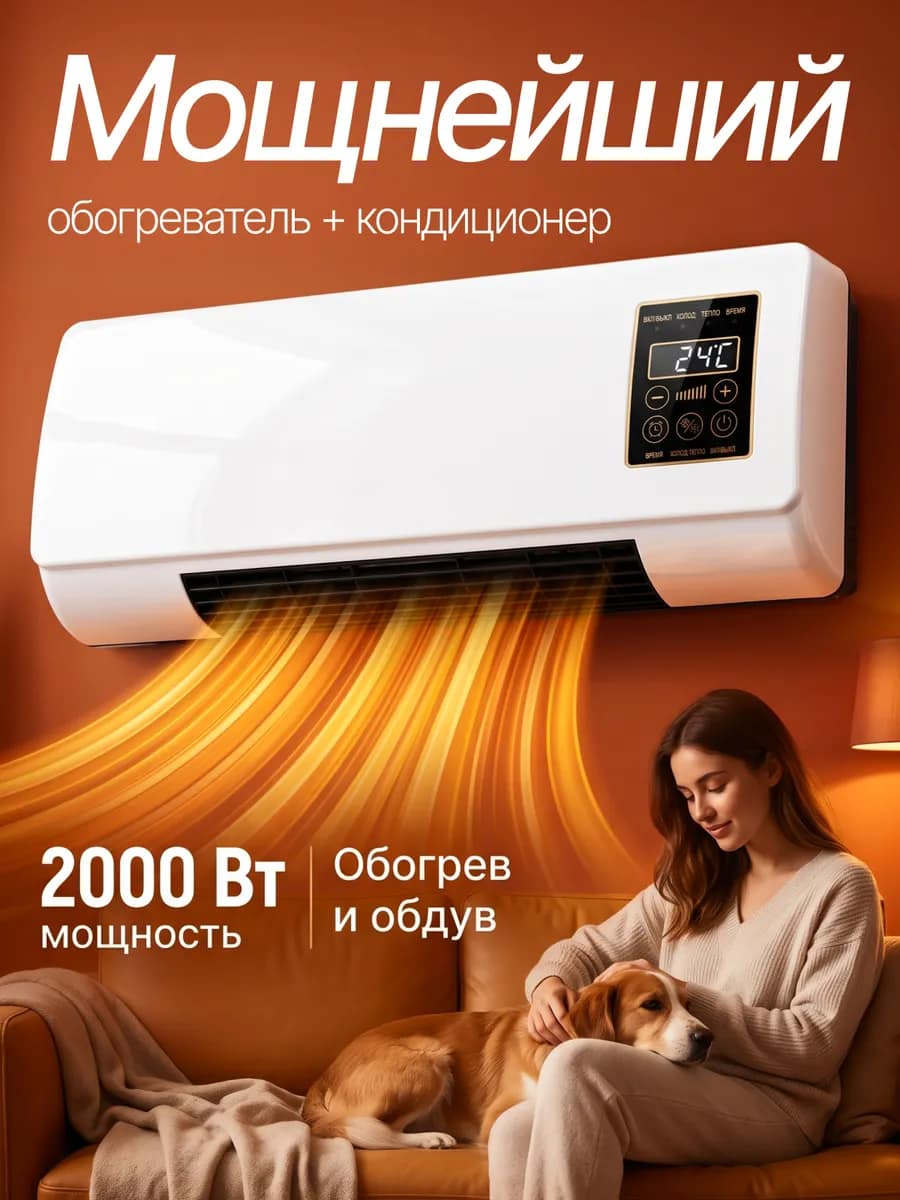 Мощнейший
обогреватель + кондиционер
ВКЛ/ВЫКЛ ХОЛОД ТЕПЛО ВРЕМЯ
24°C
− +
ВРЕМЯ ХОЛОД ТЕПЛО ВКЛ/ВЫКЛ
2000 Вт
мощность
Обогрев
и обдув